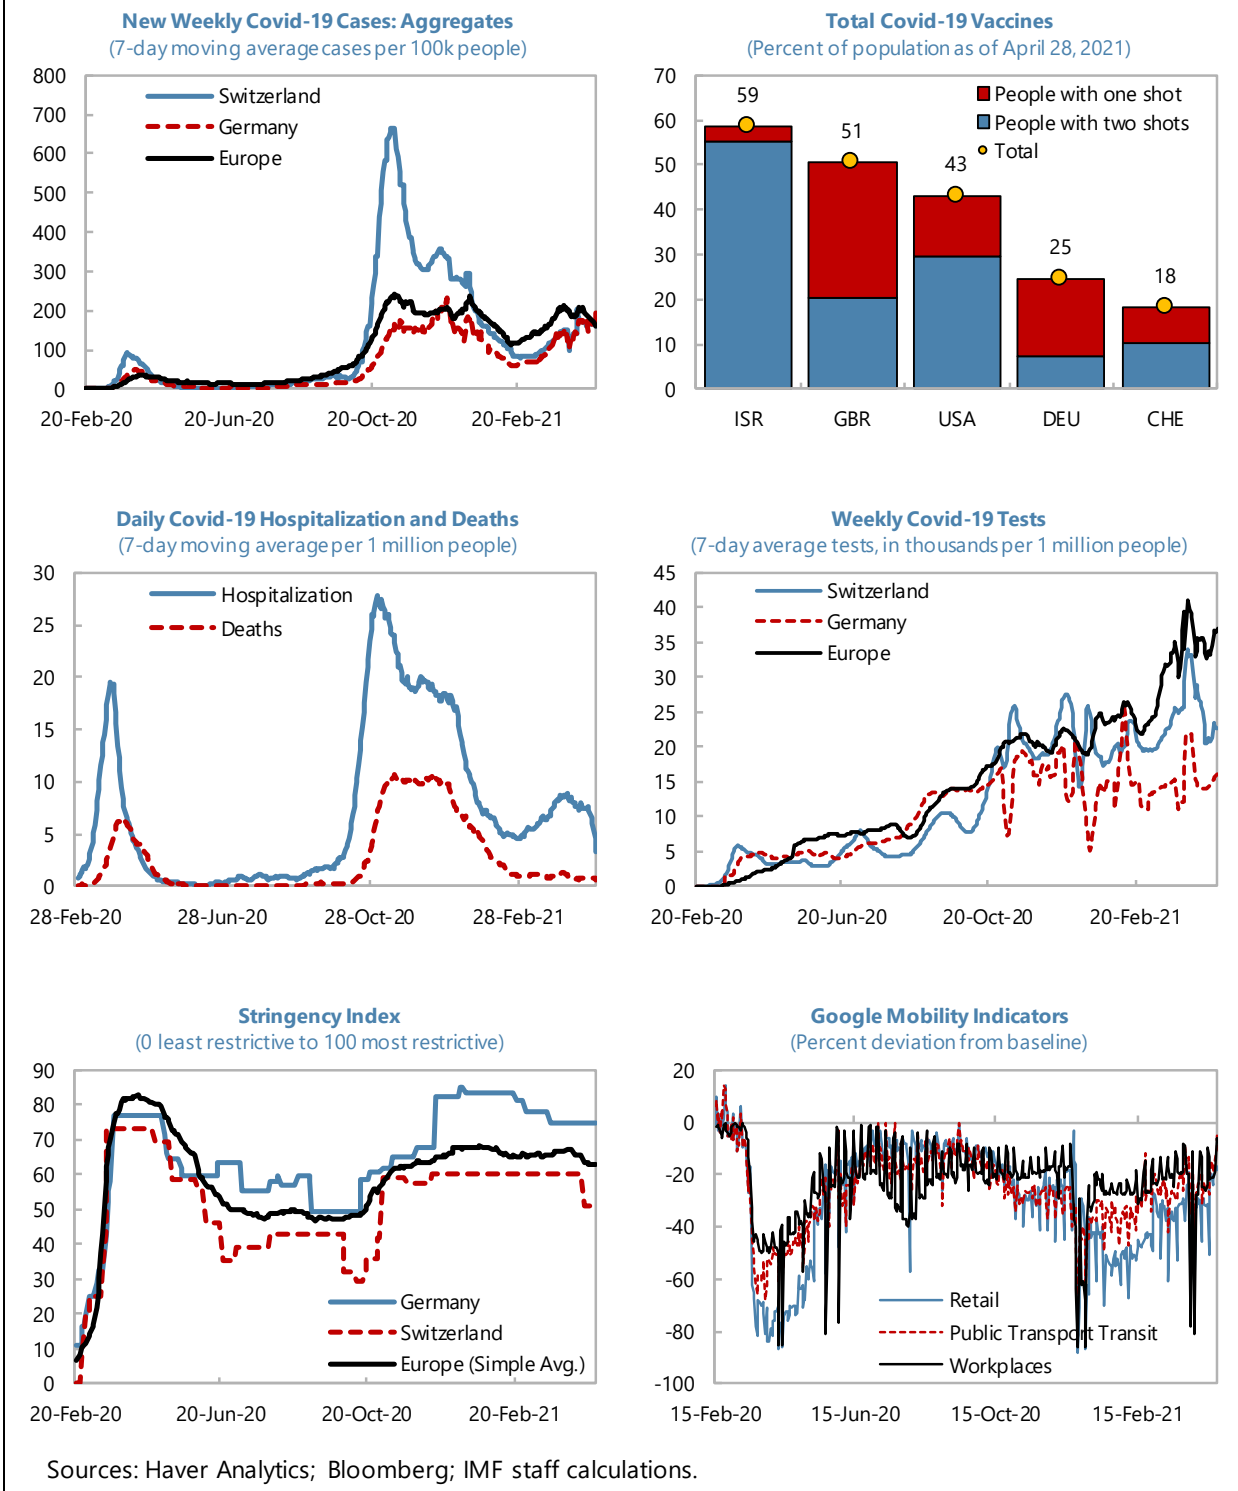 New Weekly Covid-19 Cases: Aggregates
(7-day moving average cases per 100k people)
800
700
600
500
400
300
200
100
0
Switzerland
Germany
Europe
20-Feb-20 20-Jun-20 20-Oct-20 20-Feb-21
Total Covid-19 Vaccines
(Percent of population as of April 28, 2021)
70
60
50
40
30
20
10
0
People with one shot
People with two shots
Total
59
51
43
25
18
ISR GBR USA DEU CHE
Daily Covid-19 Hospitalization and Deaths
(7-day moving average per 1 million people)
30
25
20
15
10
5
0
Hospitalization
Deaths
28-Feb-20 28-Jun-20 28-Oct-20 28-Feb-21
Weekly Covid-19 Tests
(7-day average tests, in thousands per 1 million people)
45
40
35
30
25
20
15
10
5
0
Switzerland
Germany
Europe
20-Feb-20 20-Jun-20 20-Oct-20 20-Feb-21
Stringency Index
(0 least restrictive to 100 most restrictive)
90
80
70
60
50
40
30
20
10
0
Germany
Switzerland
Europe (Simple Avg.)
20-Feb-20 20-Jun-20 20-Oct-20 20-Feb-21
Google Mobility Indicators
(Percent deviation from baseline)
20
0
-20
-40
-60
-80
-100
Retail
Public Transport Transit
Workplaces
15-Feb-20 15-Jun-20 15-Oct-20 15-Feb-21
Sources: Haver Analytics; Bloomberg; IMF staff calculations.